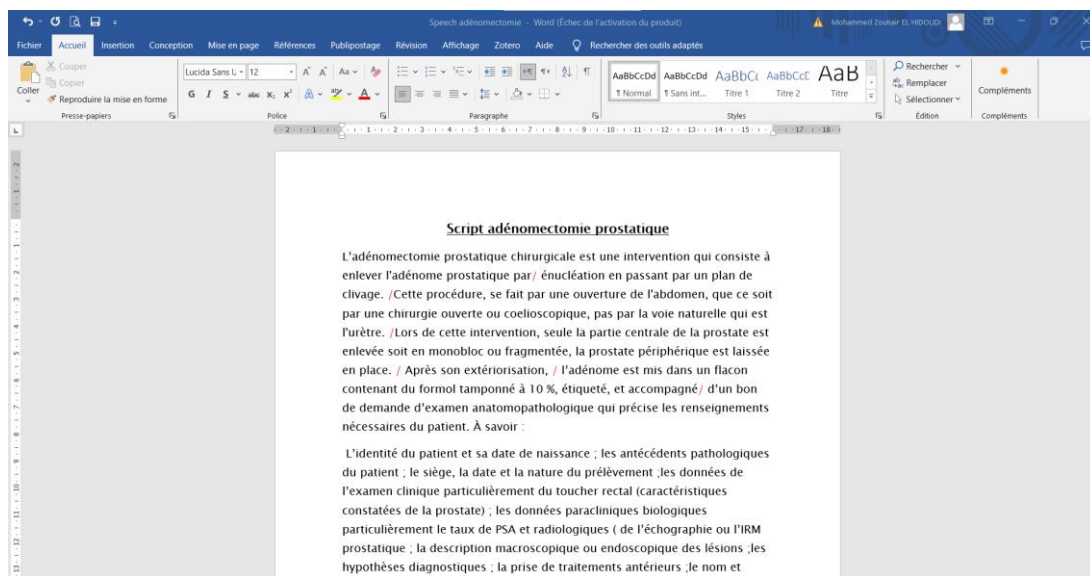 Speech adénomectomie - Word (Échec de l'activation du produit)
Mohammed Zouhair EL HIDOUDI
Fichier Accueil Insertion Conception Mise en page Références Publipostage Révision Affichage Zotero Aide Rechercher des outils adaptés
Coller
Couper
Copier
Reproduire la mise en forme
Presse-papiers
Lucida Sans U 12
G I S abc X₂ X² A A
Police
Paragraphe
AaBbCcDd AaBbCcDd AaBbCc AaBbCcC AaB
¶ Normal ¶ Sans int... Titre 1 Titre 2 Titre
Styles
Rechercher
Remplacer
Sélectionner
Édition
Compléments
Compléments
Script adénomectomie prostatique
L'adénomectomie prostatique chirurgicale est une intervention qui consiste à
enlever l'adénome prostatique par/ énucléation en passant par un plan de
clivage. /Cette procédure, se fait par une ouverture de l'abdomen, que ce soit
par une chirurgie ouverte ou coelioscopique, pas par la voie naturelle qui est
l'urètre. /Lors de cette intervention, seule la partie centrale de la prostate est
enlevée soit en monobloc ou fragmentée, la prostate périphérique est laissée
en place. / Après son extériorisation, / l'adénome est mis dans un flacon
contenant du formol tamponné à 10 %, étiqueté, et accompagné/ d'un bon
de demande d'examen anatomopathologique qui précise les renseignements
nécessaires du patient. À savoir :
L'identité du patient et sa date de naissance ; les antécédents pathologiques
du patient ; le siège, la date et la nature du prélèvement ;les données de
l'examen clinique particulièrement du toucher rectal (caractéristiques
constatées de la prostate) ; les données paracliniques biologiques
particulièrement le taux de PSA et radiologiques ( de l'échographie ou l'IRM
prostatique ; la description macroscopique ou endoscopique des lésions ;les
hypothèses diagnostiques ; la prise de traitements antérieurs ;le nom et